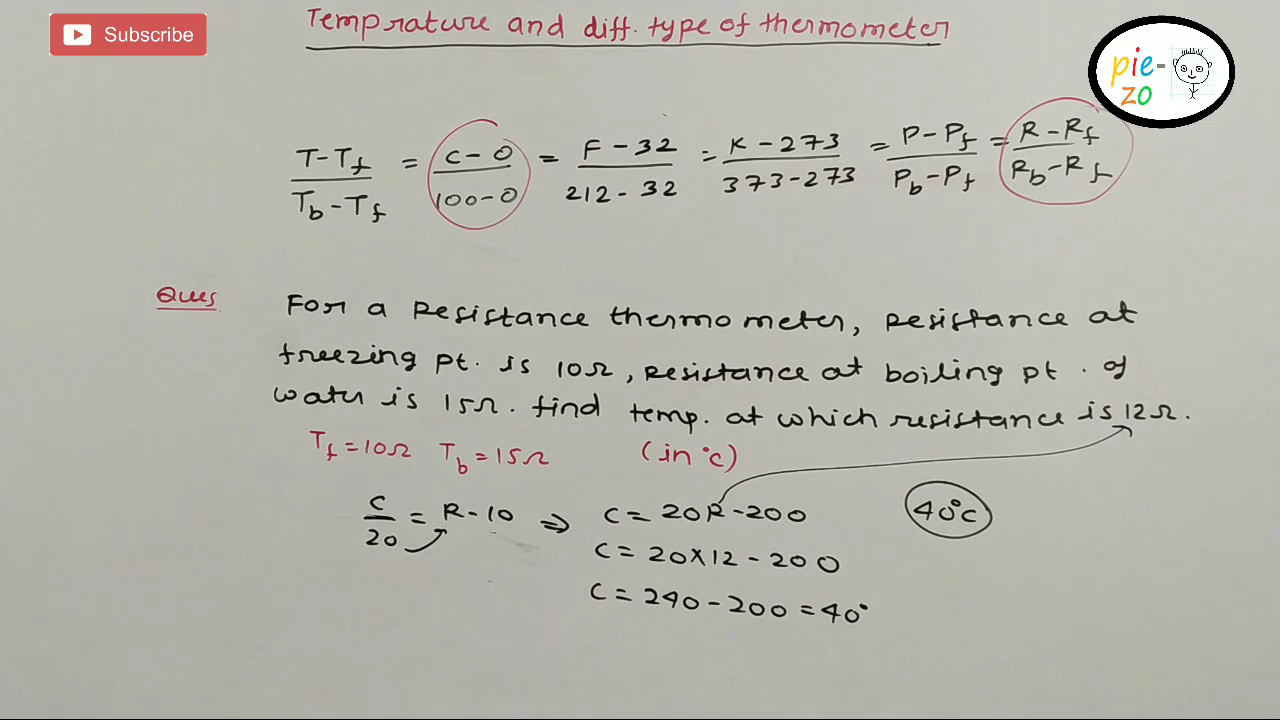 Subscribe
Temprature and diff. type of thermometer
pie-
zo
T-Tf / Tb-Tf = C-0 / 100-0 = F-32 / 212-32 = K-273 / 373-273 = P-Pf / Pb-Pf = R-Rf / Rb-Rf
Ques
For a resistance thermometer, resistance at
freezing pt. is 10Ω, resistance at boiling pt. of
water is 15Ω. find temp. at which resistance is 12Ω.
Tf = 10Ω Tb = 15Ω (in °c)
C/20 = R-10 ⇒ C = 20R-200 40°C
C = 20×12-200
C = 240-200 = 40°